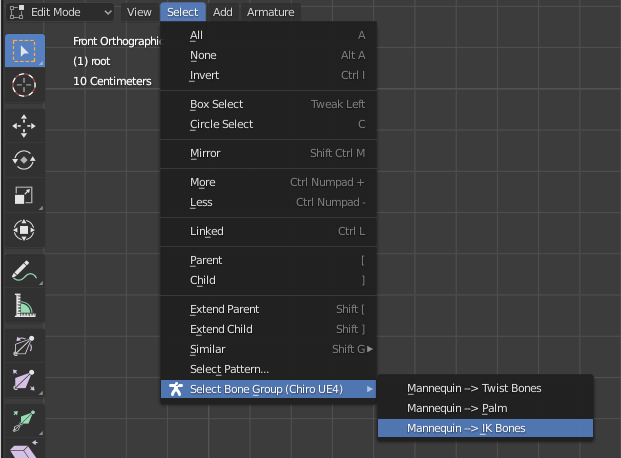 Edit Mode View Select Add Armature
Front Orthographic
(1) root
10 Centimeters
All A
None Alt A
Invert Ctrl I
Box Select Tweak Left
Circle Select C
Mirror Shift Ctrl M
More Ctrl Numpad +
Less Ctrl Numpad -
Linked Ctrl L
Parent [
Child ]
Extend Parent Shift [
Extend Child Shift ]
Similar Shift G
Select Pattern...
Select Bone Group (Chiro UE4)
Mannequin --> Twist Bones
Mannequin --> Palm
Mannequin --> IK Bones